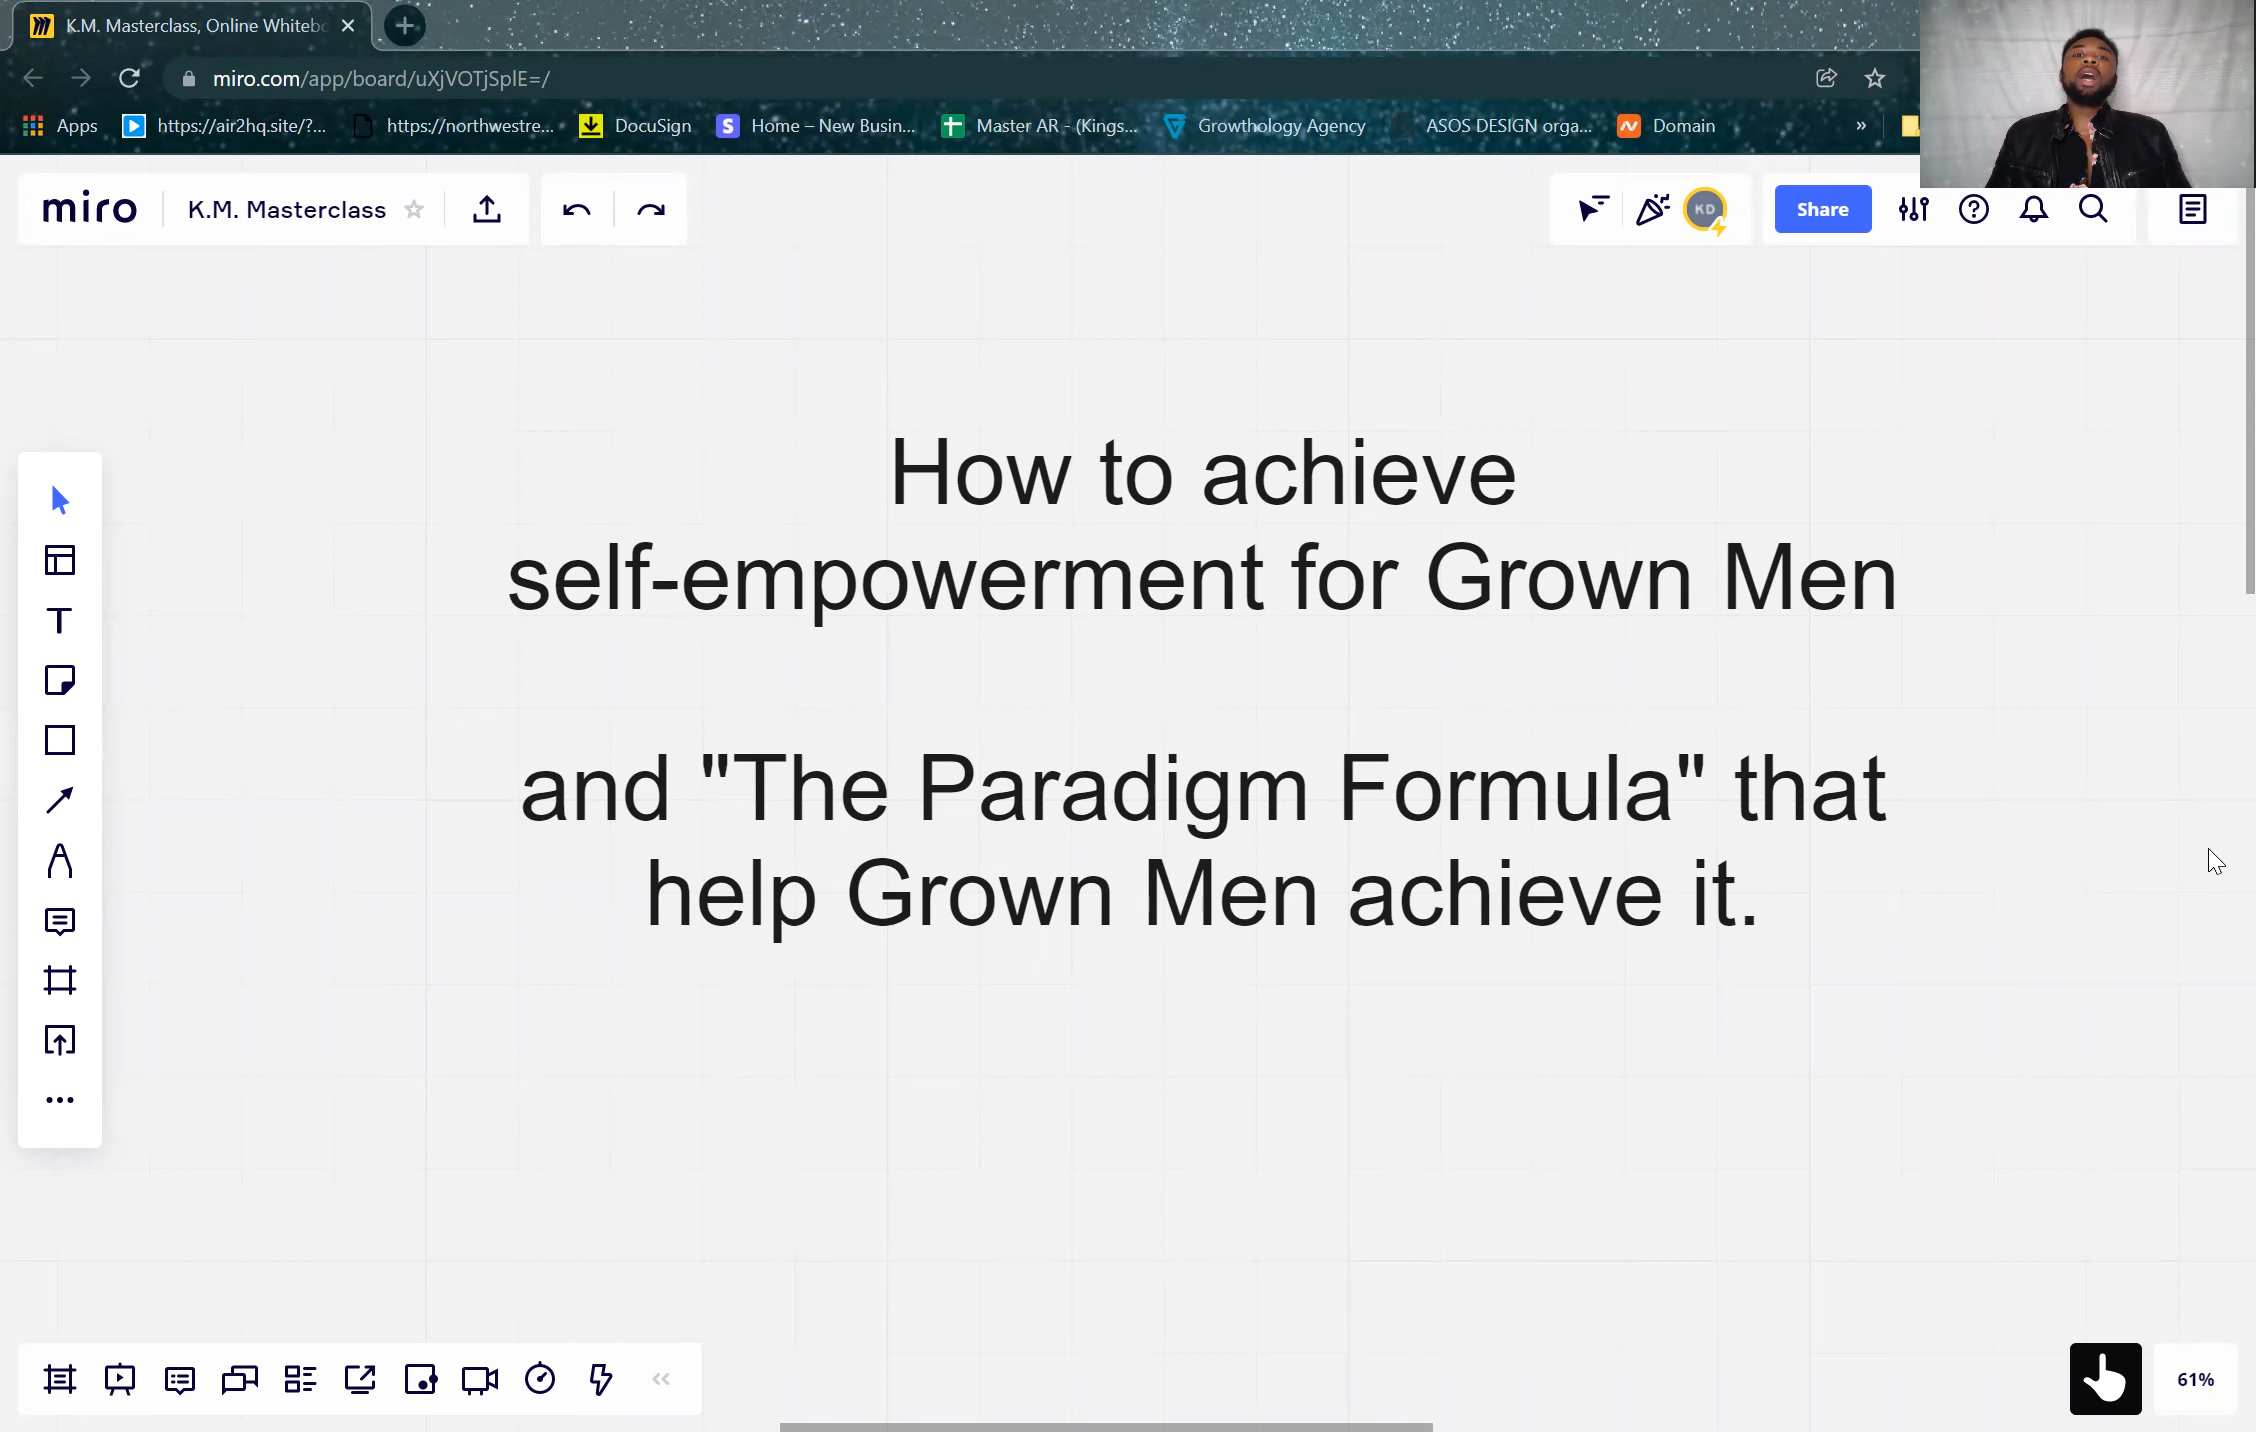 K.M. Masterclass, Online Whitebo
miro.com/app/board/uXjVOTjSplE=/
Apps https://air2hq.site/?... https://northwestre... DocuSign Home – New Busin... Master AR - (Kings... Growthology Agency ASOS DESIGN orga... Domain »
miro K.M. Masterclass KD Share
How to achieve
self-empowerment for Grown Men
and "The Paradigm Formula" that
help Grown Men achieve it.
61%